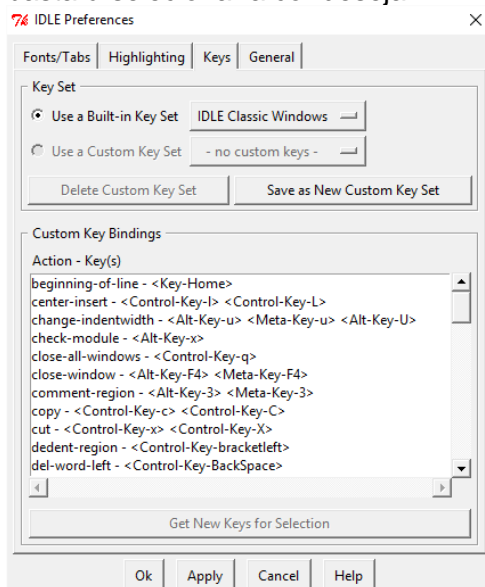 IDLE Preferences
Fonts/Tabs Highlighting Keys General
Key Set
Use a Built-in Key Set IDLE Classic Windows
Use a Custom Key Set - no custom keys -
Delete Custom Key Set Save as New Custom Key Set
Custom Key Bindings
Action - Key(s)
beginning-of-line - <Key-Home>
center-insert - <Control-Key-l> <Control-Key-L>
change-indentwidth - <Alt-Key-u> <Meta-Key-u> <Alt-Key-U>
check-module - <Alt-Key-x>
close-all-windows - <Control-Key-q>
close-window - <Alt-Key-F4> <Meta-Key-F4>
comment-region - <Alt-Key-3> <Meta-Key-3>
copy - <Control-Key-c> <Control-Key-C>
cut - <Control-Key-x> <Control-Key-X>
dedent-region - <Control-Key-bracketleft>
del-word-left - <Control-Key-BackSpace>
Get New Keys for Selection
Ok Apply Cancel Help